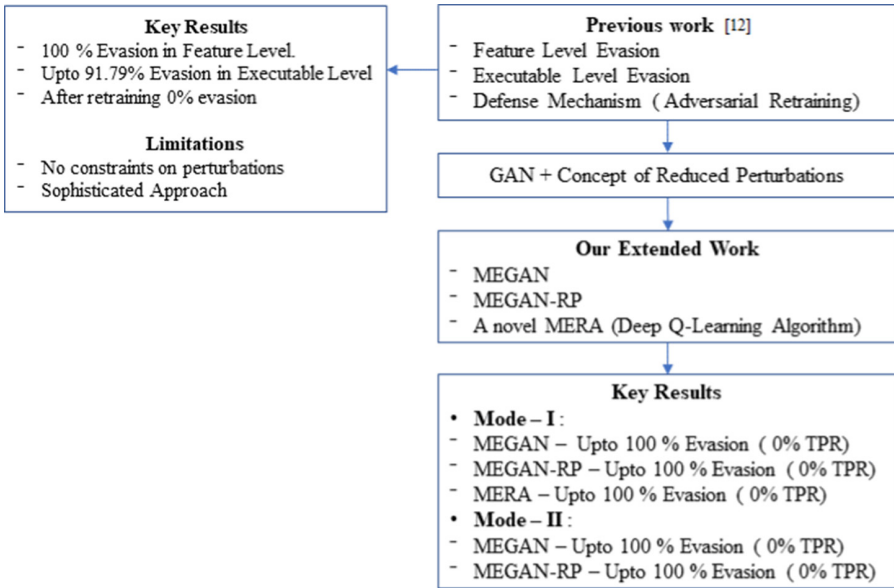 Key Results
- 100 % Evasion in Feature Level.
- Upto 91.79% Evasion in Executable Level
- After retraining 0% evasion
Limitations
- No constraints on perturbations
- Sophisticated Approach
Previous work [12]
- Feature Level Evasion
- Executable Level Evasion
- Defense Mechanism ( Adversarial Retraining)
GAN + Concept of Reduced Perturbations
Our Extended Work
- MEGAN
- MEGAN-RP
- A novel MERA (Deep Q-Learning Algorithm)
Key Results
• Mode – I :
- MEGAN – Upto 100 % Evasion ( 0% TPR)
- MEGAN-RP – Upto 100 % Evasion ( 0% TPR)
- MERA – Upto 100 % Evasion ( 0% TPR)
• Mode – II :
- MEGAN – Upto 100 % Evasion ( 0% TPR)
- MEGAN-RP – Upto 100 % Evasion ( 0% TPR)